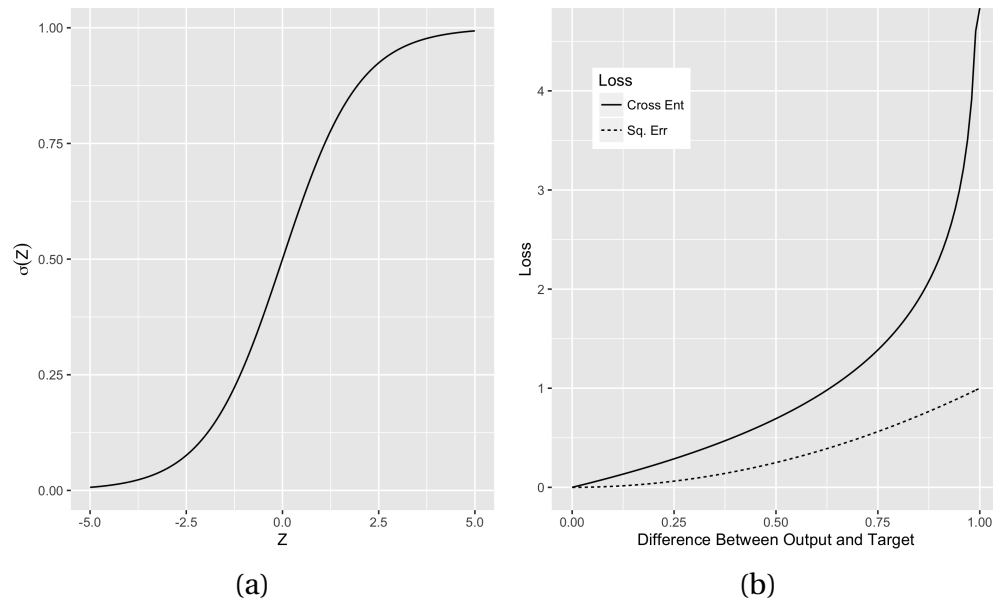 1.00
0.75
0.50
0.25
0.00
σ(Z)
-5.0 -2.5 0.0 2.5 5.0
Z
(a)
Loss
Cross Ent
Sq. Err
4
3
2
1
0
Loss
0.00 0.25 0.50 0.75 1.00
Difference Between Output and Target
(b)